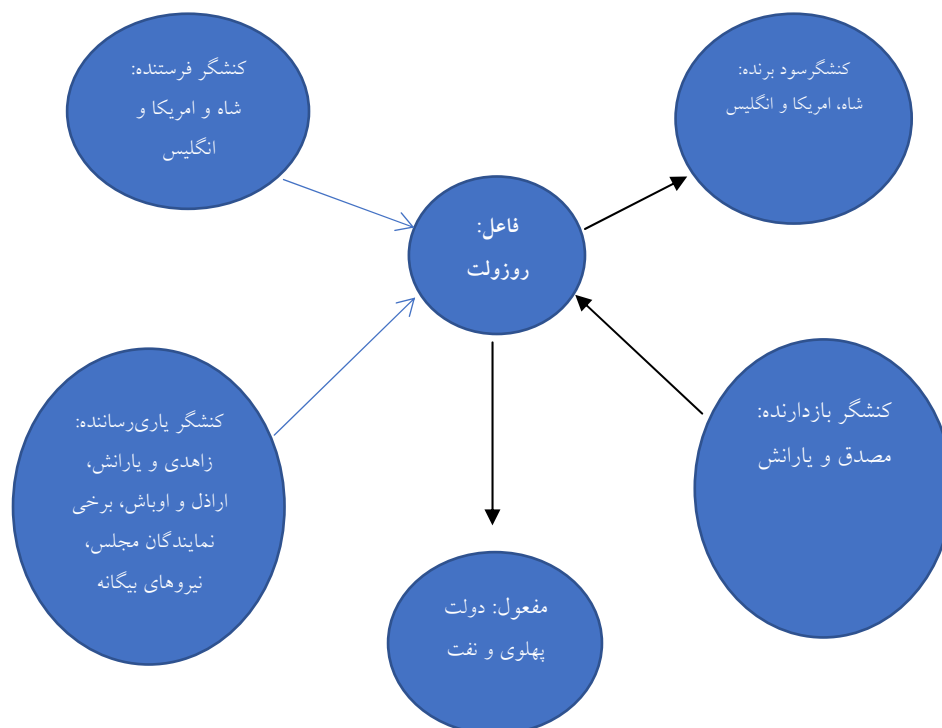 کنشگرسود برنده:
شاه، امریکا و انگلیس
کنشگر فرستنده:
شاه و امریکا و
انگلیس
فاعل:
روزولت
کنشگر بازدارنده:
مصدق و یارانش
کنشگر یاری‌رساننده:
زاهدی و یارانش،
اراذل و اوباش، برخی
نمایندگان مجلس،
نیروهای بیگانه
مفعول: دولت
پهلوی و نفت